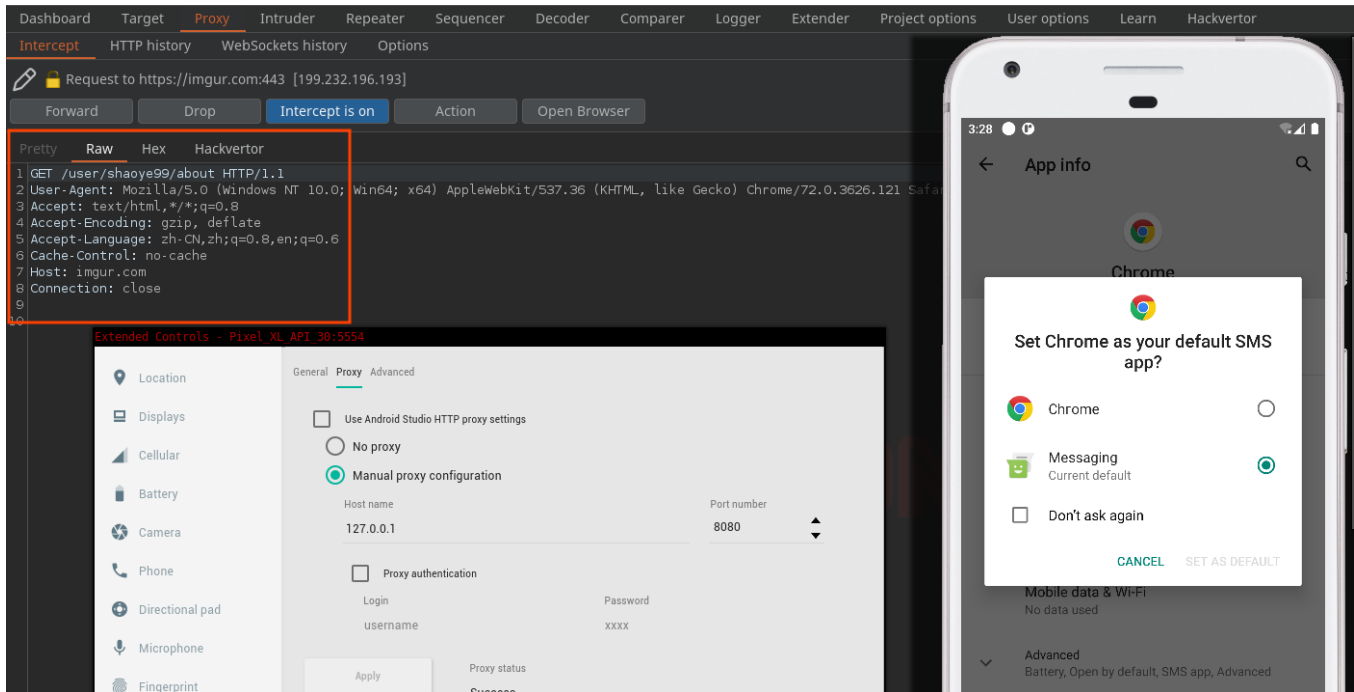 Dashboard Target Proxy Intruder Repeater Sequencer Decoder Comparer Logger Extender Project options User options Learn Hackvertor
Intercept HTTP history WebSockets history Options
Request to https://imgur.com:443 [199.232.196.193]
Forward Drop Intercept is on Action Open Browser
Pretty Raw Hex Hackvertor
1 GET /user/shaoye99/about HTTP/1.1
2 User-Agent: Mozilla/5.0 (Windows NT 10.0; Win64; x64) AppleWebKit/537.36 (KHTML, like Gecko) Chrome/72.0.3626.121 Safa
3 Accept: text/html,*/*;q=0.8
4 Accept-Encoding: gzip, deflate
5 Accept-Language: zh-CN,zh;q=0.8,en;q=0.6
6 Cache-Control: no-cache
7 Host: imgur.com
8 Connection: close
9
10
Extended Controls - Pixel_XL_API_30:5554
Location
Displays
Cellular
Battery
Camera
Phone
Directional pad
Microphone
Fingerprint
General Proxy Advanced
Use Android Studio HTTP proxy settings
No proxy
Manual proxy configuration
Host name Port number
127.0.0.1 8080
Proxy authentication
Login Password
username xxxx
Apply Proxy status
Success
3:28
App info
Chrome
Set Chrome as your default SMS
app?
Chrome
Messaging
Current default
Don't ask again
CANCEL SET AS DEFAULT
Mobile data & Wi-Fi
No data used
Advanced
Battery, Open by default, SMS app, Advanced